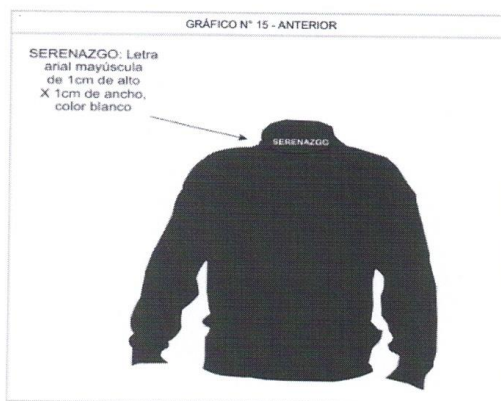 GRÁFICO N° 15 - ANTERIOR
SERENAZGO: Letra
arial mayúscula
de 1cm de alto
X 1cm de ancho,
color blanco
SERENAZGO